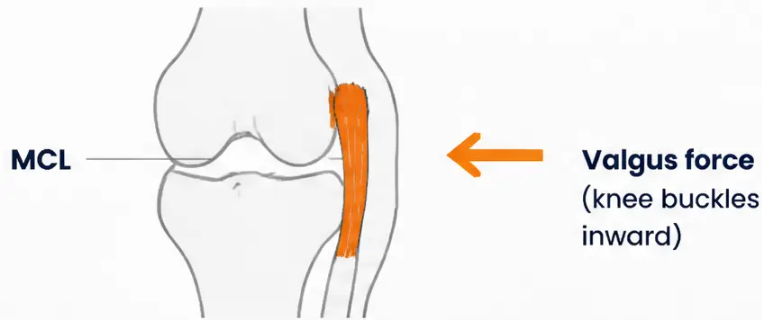 MCL
Valgus force
(knee buckles
inward)